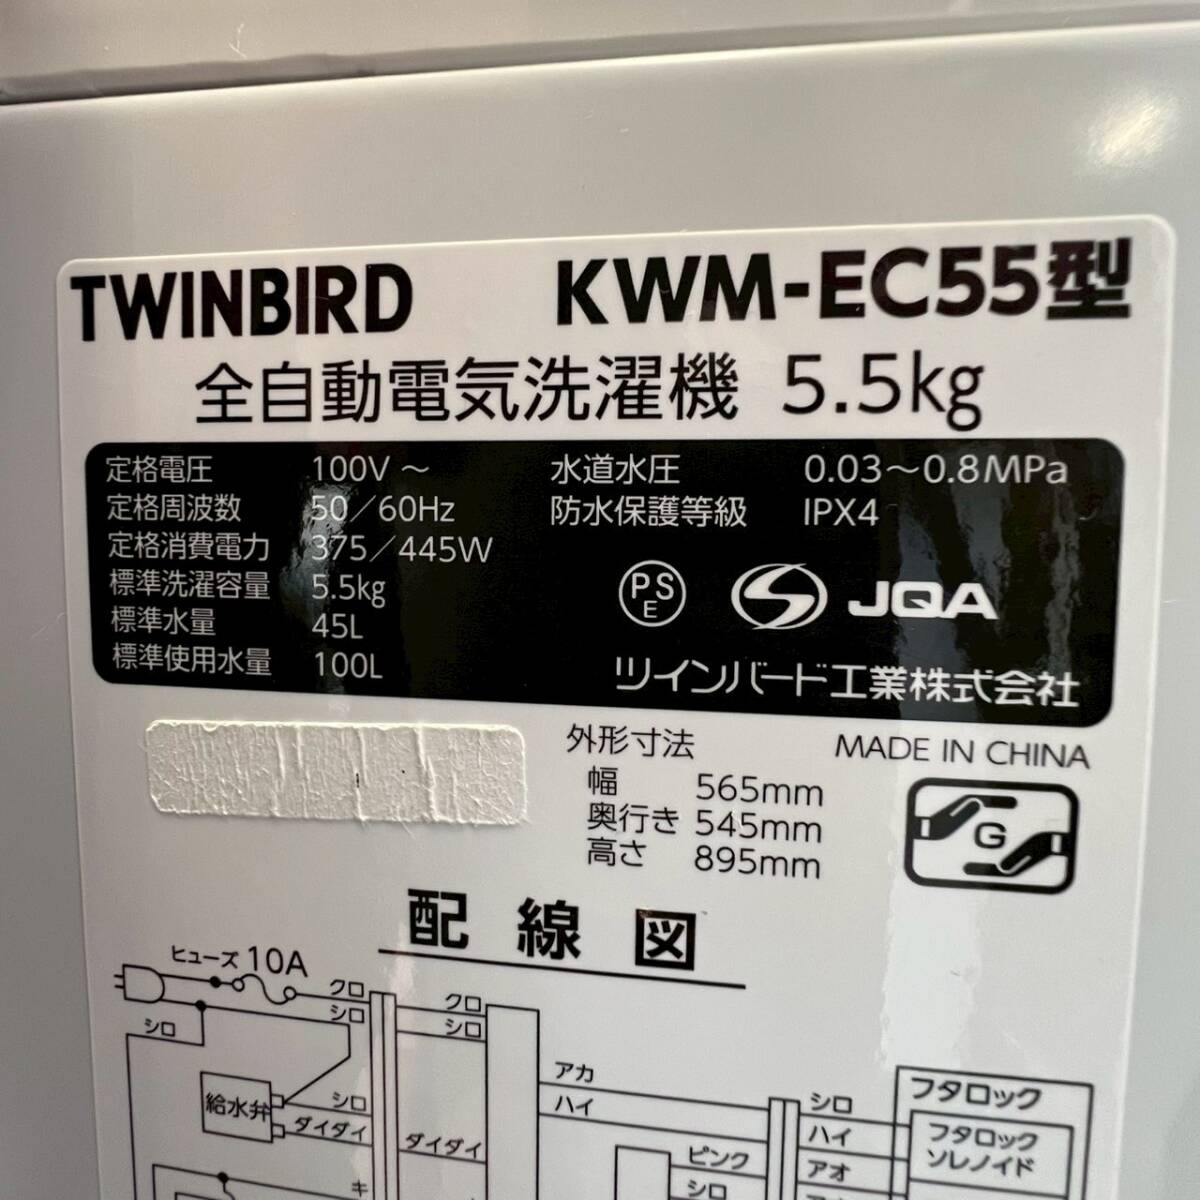 TWINBIRD KWM-EC55型
全自動電気洗濯機 5.5kg
定格電圧 100V～
定格周波数 50／60Hz
定格消費電力 375／445W
標準洗濯容量 5.5kg
標準水量 45L
標準使用水量 100L
水道水圧 0.03～0.8MPa
防水保護等級 IPX4
PS
E
JQA
ツインバード工業株式会社
外形寸法
幅 565mm
奥行き 545mm
高さ 895mm
MADE IN CHINA
G
配線図
ヒューズ 10A
クロ
シロ
クロ
シロ
シロ
給水弁
シロ
ダイダイ
ダイダイ
キ
アカ
ハイ
ピンク
シロ
シロ
ハイ
アオ
フタロック
フタロック
ソレノイド